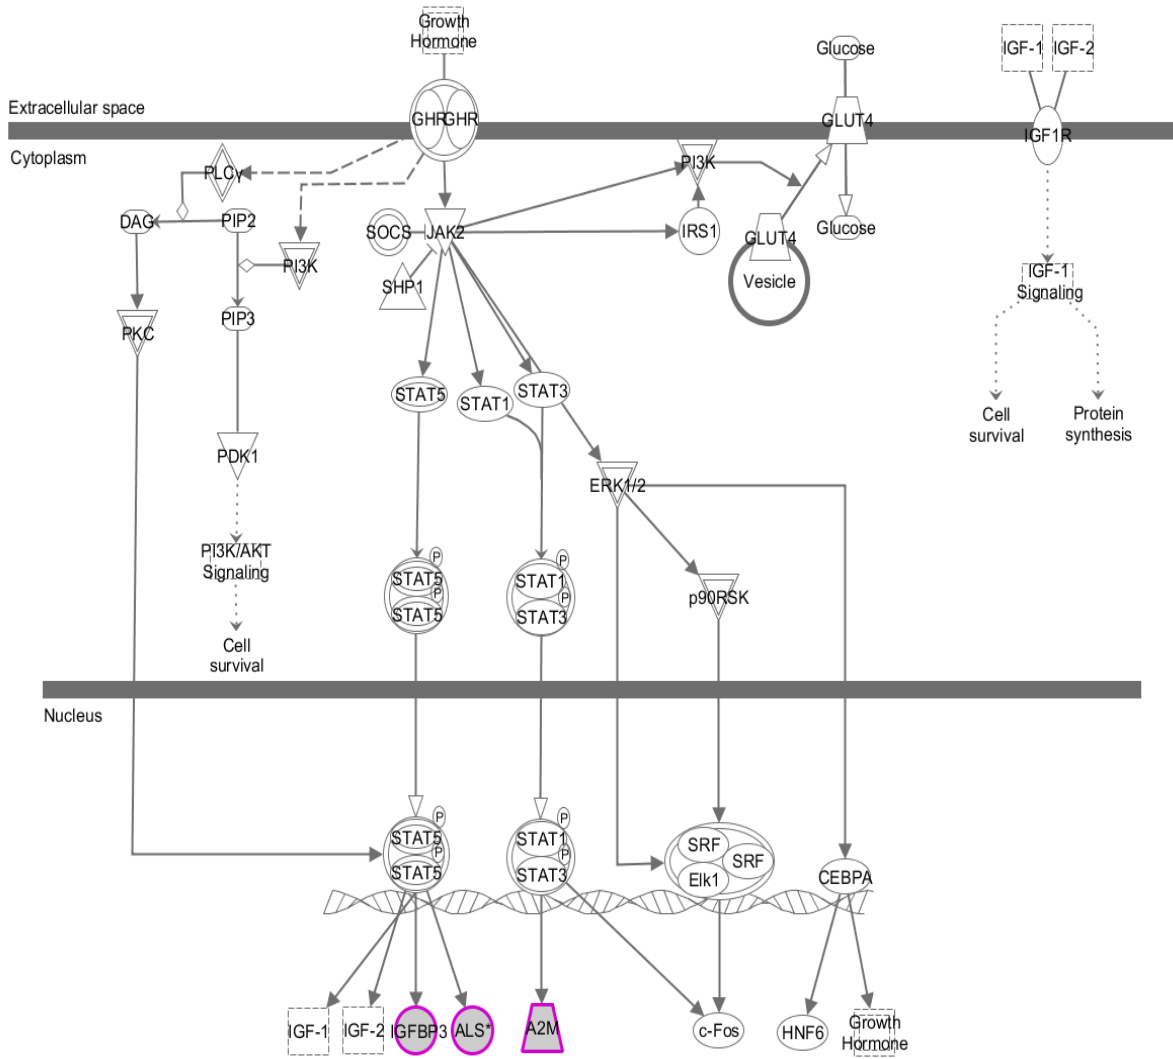 Growth
Hormone
Glucose
IGF-1
IGF-2
Extracellular space
GHR
GHR
GLUT4
IGF1R
Cytoplasm
PLCγ
PI3K
DAG
PIP2
SOCS
JAK2
IRS1
GLUT4
Glucose
PI3K
SHP1
Vesicle
IGF-1
Signaling
PKC
PIP3
STAT5
STAT1
STAT3
Cell
survival
Protein
synthesis
PDK1
ERK1/2
PI3K/AKT
Signaling
P
STAT5
P
STAT5
P
STAT1
P
STAT3
p90RSK
Cell
survival
Nucleus
P
STAT5
P
STAT5
P
STAT1
P
STAT3
SRF
SRF
Elk1
CEBPA
IGF-1
IGF-2
IGFBP3
ALS*
A2M
c-Fos
HNF6
Growth
Hormone